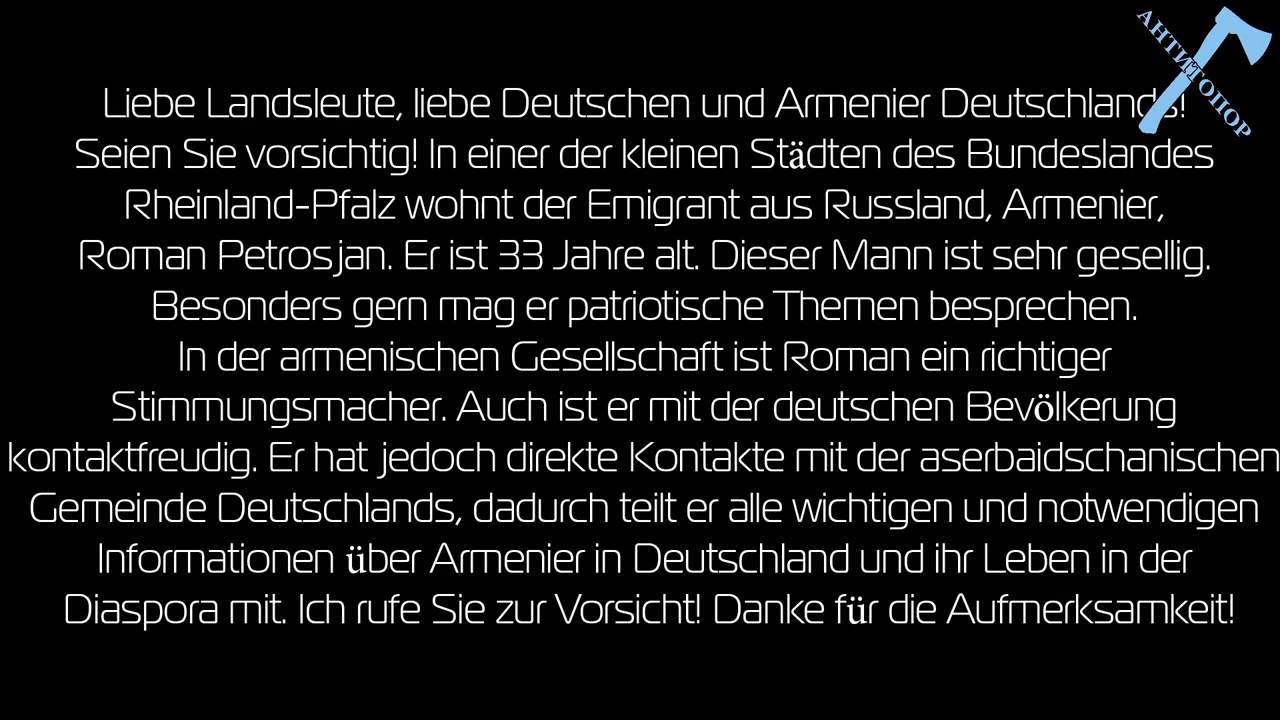 АНТИТОПОР
Liebe Landsleute, liebe Deutschen und Armenier Deutschlands!
Seien Sie vorsichtig! In einer der kleinen Städten des Bundeslandes
Rheinland-Pfalz wohnt der Emigrant aus Russland, Armenier,
Roman Petrosjan. Er ist 33 Jahre alt. Dieser Mann ist sehr gesellig.
Besonders gern mag er patriotische Themen besprechen.
In der armenischen Gesellschaft ist Roman ein richtiger
Stimmungsmacher. Auch ist er mit der deutschen Bevölkerung
kontaktfreudig. Er hat jedoch direkte Kontakte mit der aserbaidschanischen
Gemeinde Deutschlands, dadurch teilt er alle wichtigen und notwendigen
Informationen über Armenier in Deutschland und ihr Leben in der
Diaspora mit. Ich rufe Sie zur Vorsicht! Danke für die Aufmerksamkeit!